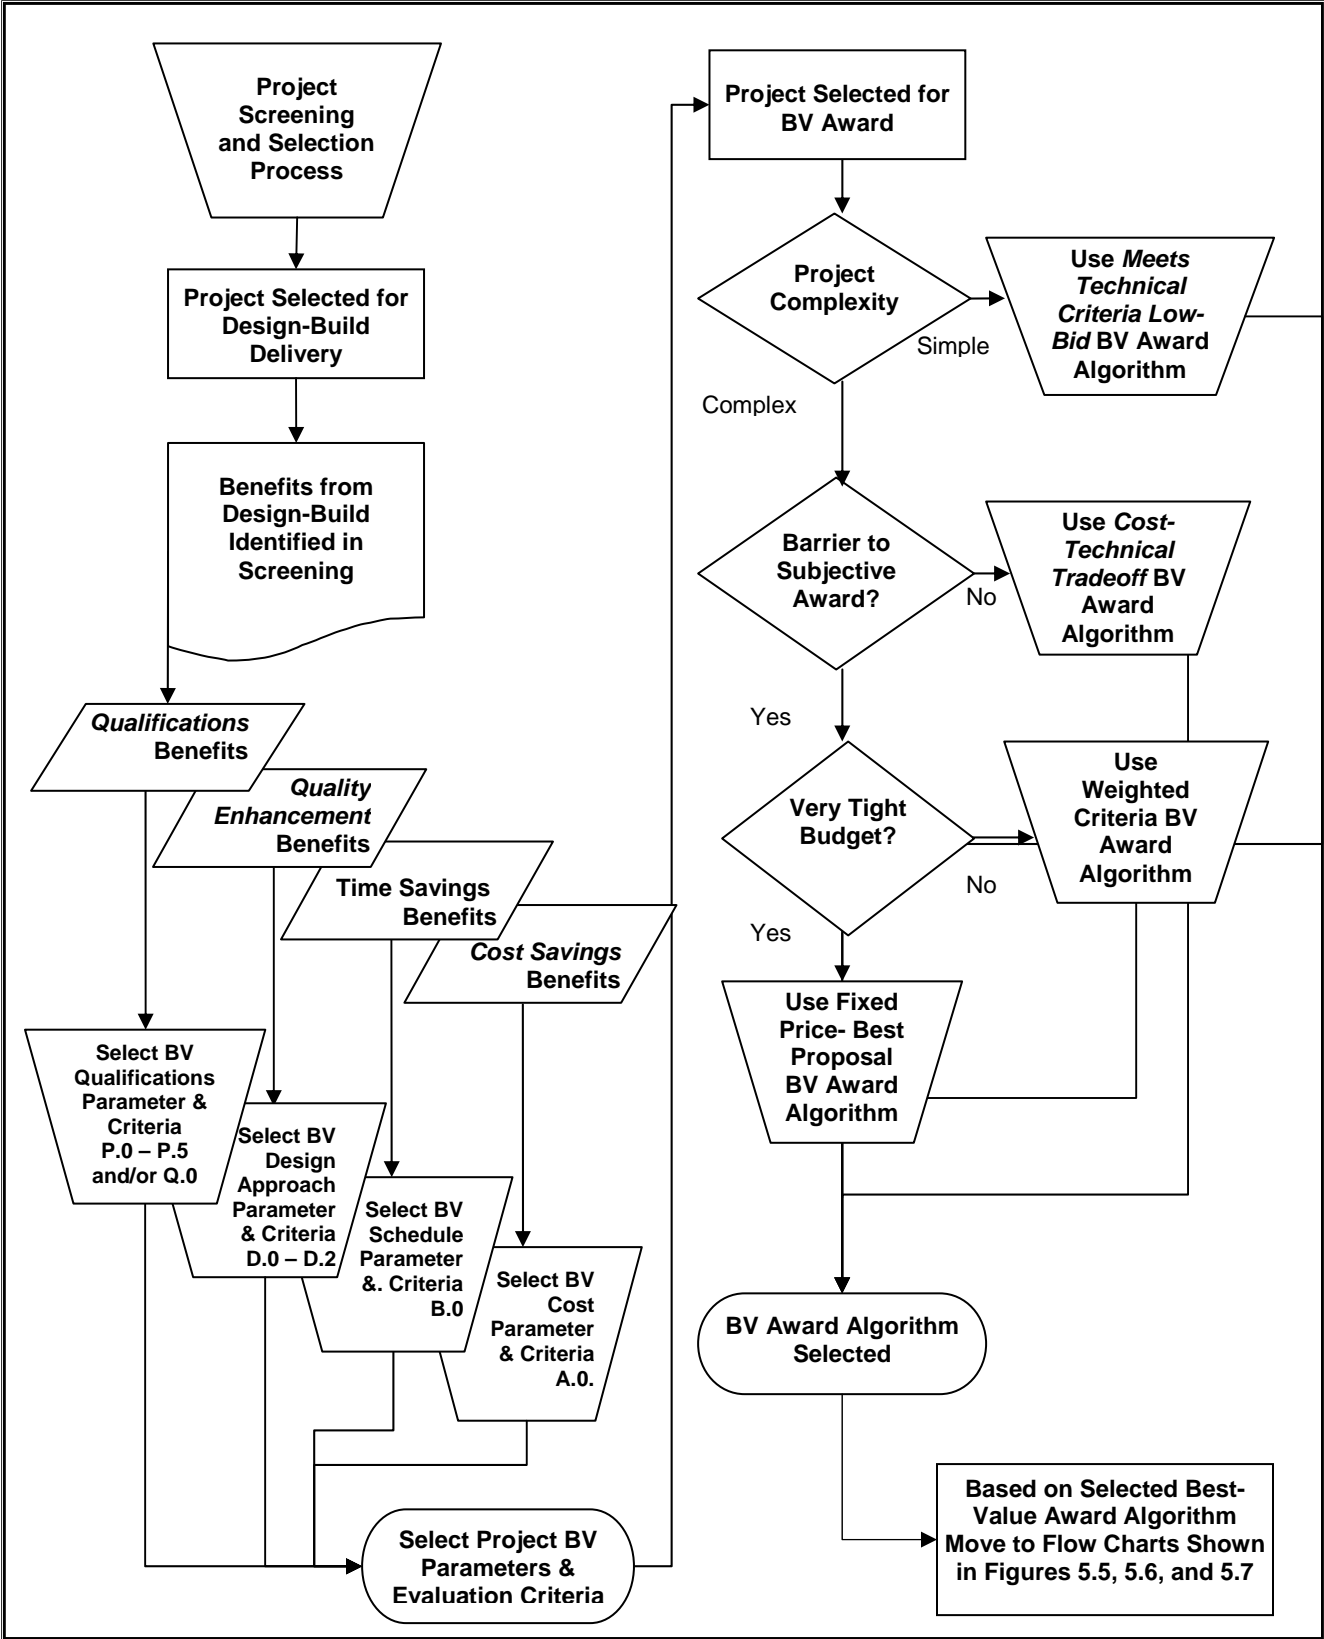 Project
Screening
and Selection
Process
Project Selected for
Design-Build
Delivery
Benefits from
Design-Build
Identified in
Screening
Qualifications
Benefits
Quality
Enhancement
Benefits
Time Savings
Benefits
Cost Savings
Benefits
Select BV
Qualifications
Parameter &
Criteria
P.0 – P.5
and/or Q.0
Select BV
Design
Approach
Parameter
& Criteria
D.0 – D.2
Select BV
Schedule
Parameter
&. Criteria
B.0
Select BV
Cost
Parameter
& Criteria
A.0.
Select Project BV
Parameters &
Evaluation Criteria
Project Selected for
BV Award
Project
Complexity
Simple
Use Meets
Technical
Criteria Low-
Bid BV Award
Algorithm
Complex
Barrier to
Subjective
Award?
No
Use Cost-
Technical
Tradeoff BV
Award
Algorithm
Yes
Very Tight
Budget?
No
Use
Weighted
Criteria BV
Award
Algorithm
Yes
Use Fixed
Price- Best
Proposal
BV Award
Algorithm
BV Award Algorithm
Selected
Based on Selected Best-
Value Award Algorithm
Move to Flow Charts Shown
in Figures 5.5, 5.6, and 5.7